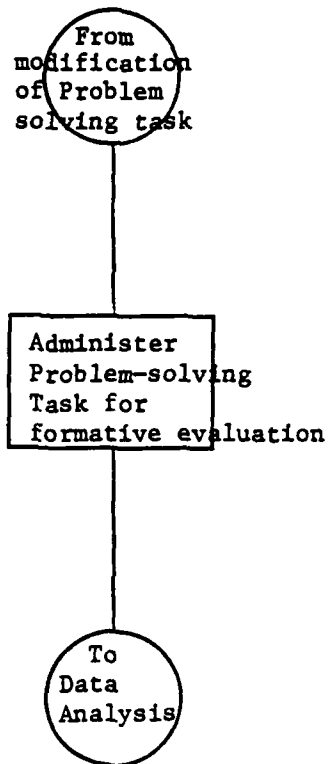 From
modification
of Problem
solving task
Administer
Problem-solving
Task for
formative evaluation
To
Data
Analysis